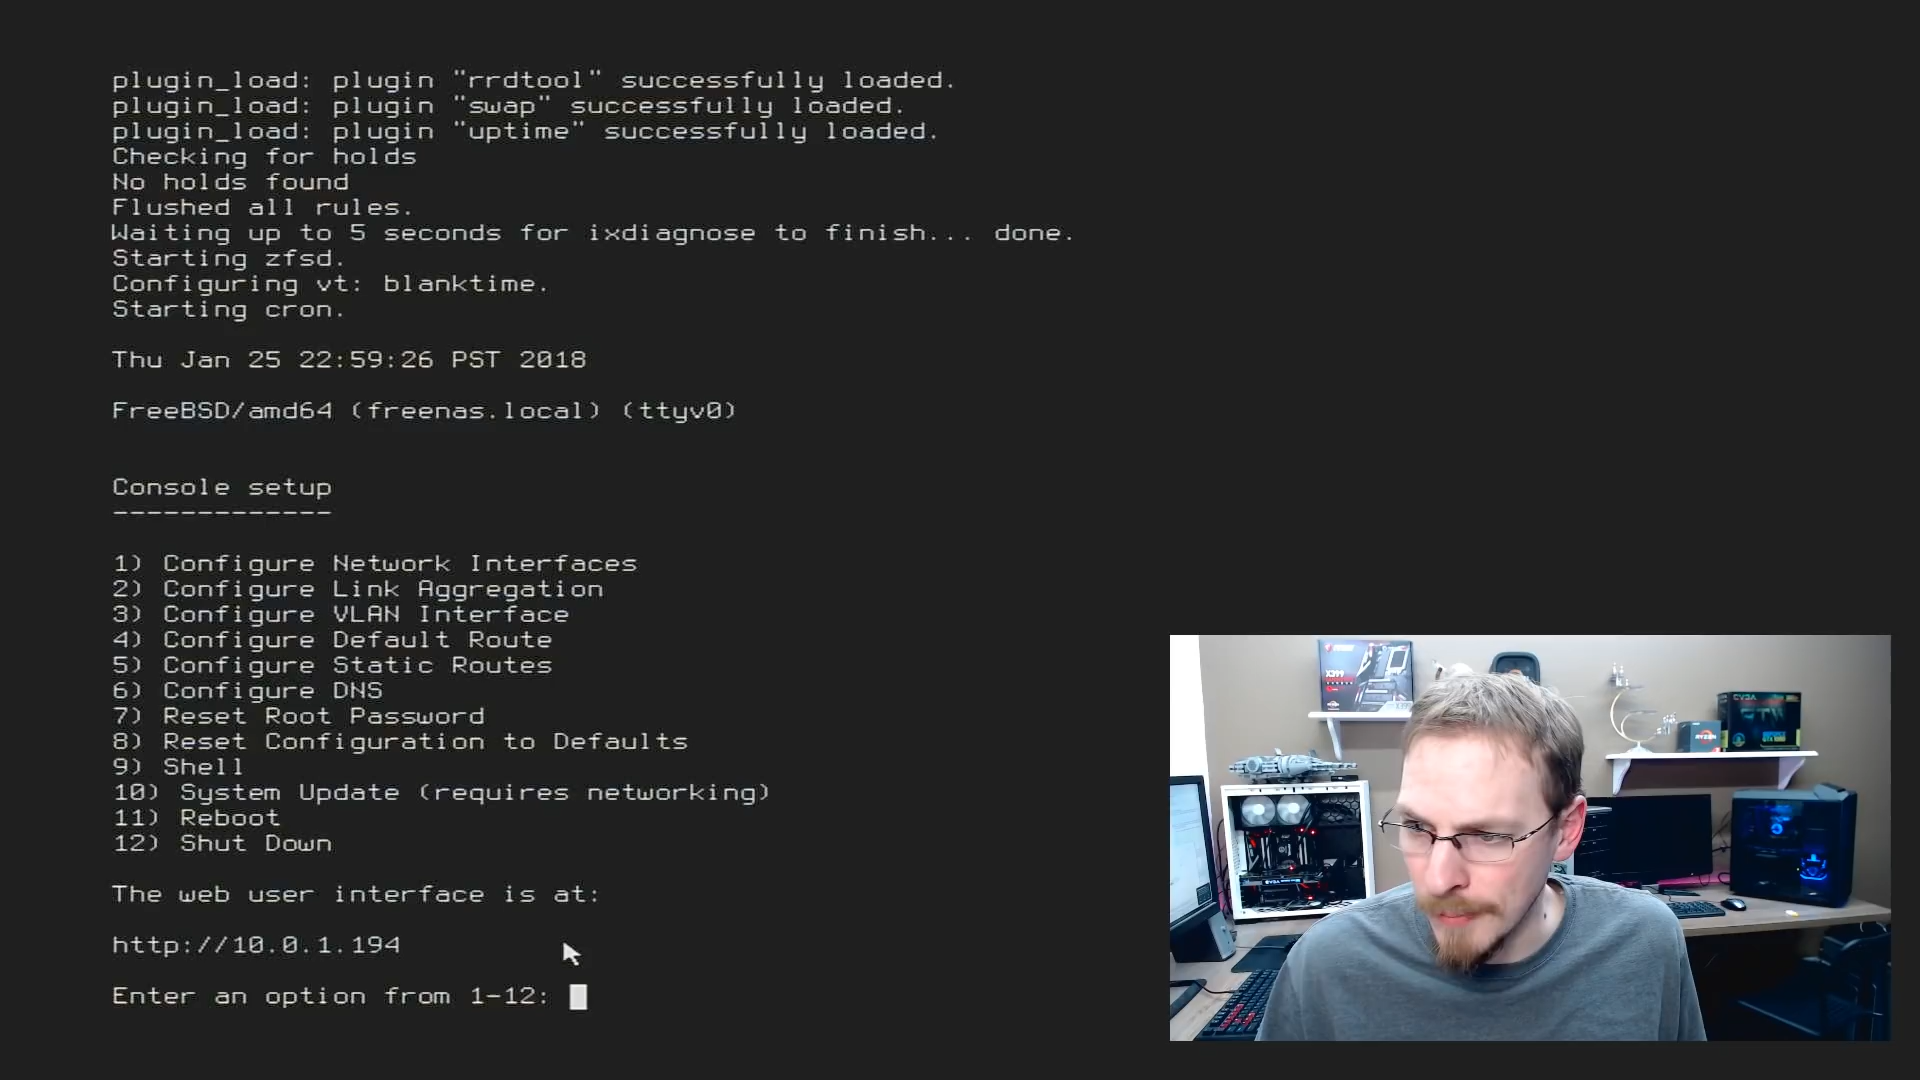 plugin_load: plugin "rrdtool" successfully loaded.
plugin_load: plugin "swap" successfully loaded.
plugin_load: plugin "uptime" successfully loaded.
Checking for holds
No holds found
Flushed all rules.
Waiting up to 5 seconds for ixdiagnose to finish... done.
Starting zfsd.
Configuring vt: blanktime.
Starting cron.
Thu Jan 25 22:59:26 PST 2018
FreeBSD/amd64 (freenas.local) (ttyv0)
Console setup
-------------
1) Configure Network Interfaces
2) Configure Link Aggregation
3) Configure VLAN Interface
4) Configure Default Route
5) Configure Static Routes
6) Configure DNS
7) Reset Root Password
8) Reset Configuration to Defaults
9) Shell
10) System Update (requires networking)
11) Reboot
12) Shut Down
The web user interface is at:
http://10.0.1.194
Enter an option from 1-12:
X399
EVGA
RYZEN